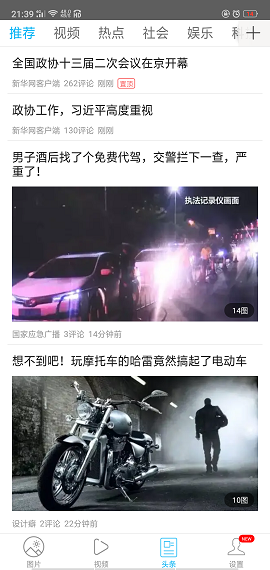 21:39
推荐 视频 热点 社会 娱乐
全国政协十三届二次会议在京开幕
新华网客户端 262评论 刚刚 置顶
政协工作，习近平高度重视
新华网客户端 130评论 刚刚
男子酒后找了个免费代驾，交警拦下一查，严
重了！
执法记录仪画面
14图
国家应急广播 3评论 14分钟前
想不到吧！玩摩托车的哈雷竟然搞起了电动车
10图
设计癖 2评论 22分钟前
NEW
图片 视频 头条 设置